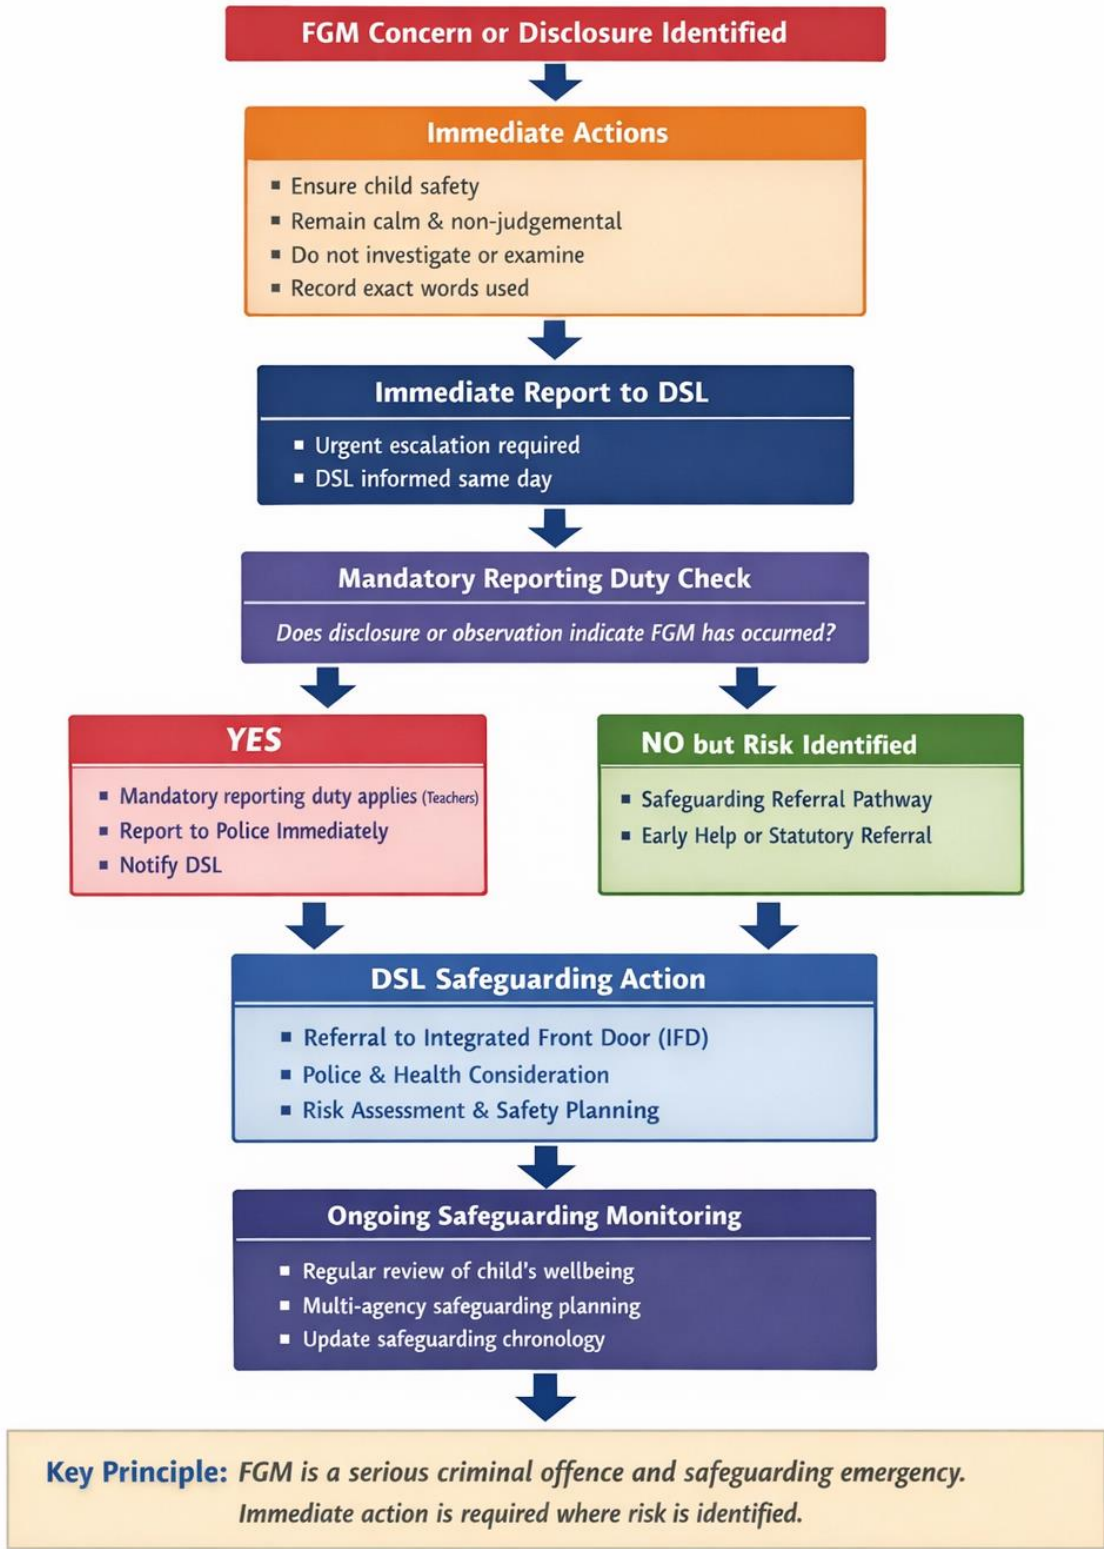 FGM Concern or Disclosure Identified
Immediate Actions
▪ Ensure child safety
▪ Remain calm & non-judgemental
▪ Do not investigate or examine
▪ Record exact words used
Immediate Report to DSL
▪ Urgent escalation required
▪ DSL informed same day
Mandatory Reporting Duty Check
Does disclosure or observation indicate FGM has occurred?
YES
▪ Mandatory reporting duty applies (Teachers)
▪ Report to Police Immediately
▪ Notify DSL
NO but Risk Identified
▪ Safeguarding Referral Pathway
▪ Early Help or Statutory Referral
DSL Safeguarding Action
▪ Referral to Integrated Front Door (IFD)
▪ Police & Health Consideration
▪ Risk Assessment & Safety Planning
Ongoing Safeguarding Monitoring
▪ Regular review of child's wellbeing
▪ Multi-agency safeguarding planning
▪ Update safeguarding chronology
Key Principle: FGM is a serious criminal offence and safeguarding emergency.
Immediate action is required where risk is identified.